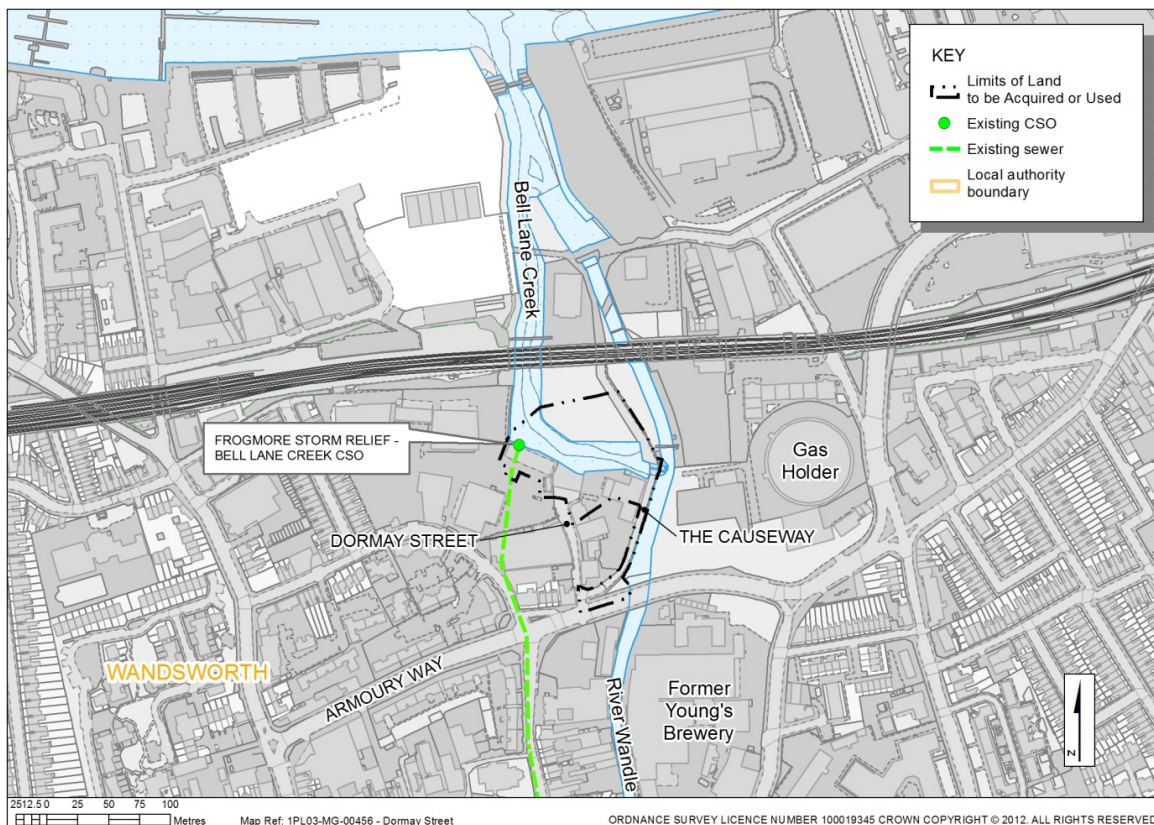 KEY
Limits of Land
to be Acquired or Used
Existing CSO
Existing sewer
Local authority
boundary
Bell Lane Creek
FROGMORE STORM RELIEF -
BELL LANE CREEK CSO
Gas
Holder
DORMAY STREET
THE CAUSEWAY
WANDSWORTH
ARMOURY WAY
River Wandle
Former
Young's
Brewery
N
25 12.5 0 25 50 75 100
Metres
Map Ref: 1PL03-MG-00456 - Dormay Street
ORDNANCE SURVEY LICENCE NUMBER 100019345 CROWN COPYRIGHT © 2012. ALL RIGHTS RESERVED